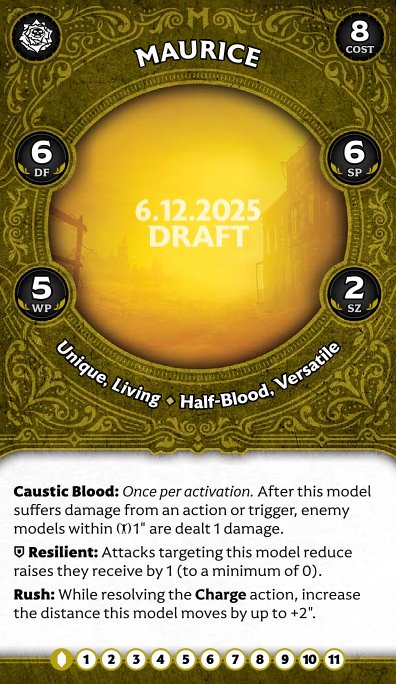 M
MAURICE
8
COST
6
DF
6
SP
6.12.2025
DRAFT
5
WP
2
SZ
Unique, Living ⬥ Half-Blood, Versatile
Caustic Blood: Once per activation. After this model
suffers damage from an action or trigger, enemy
models within 1" are dealt 1 damage.
Resilient: Attacks targeting this model reduce
raises they receive by 1 (to a minimum of 0).
Rush: While resolving the Charge action, increase
the distance this model moves by up to +2".
1 2 3 4 5 6 7 8 9 10 11